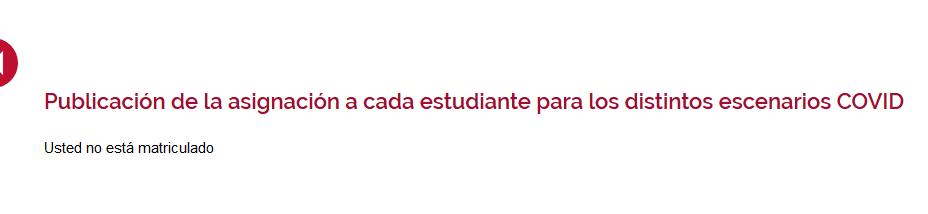 Publicación de la asignación a cada estudiante para los distintos escenarios COVID
Usted no está matriculado